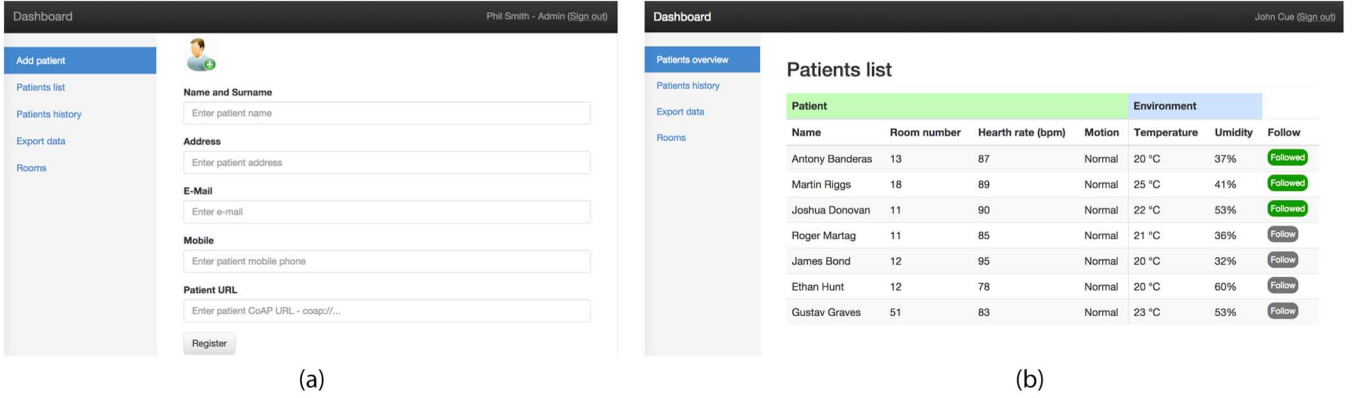 Dashboard
Phil Smith - Admin (Sign out)
Add patient
Patients list
Patients history
Export data
Rooms
Name and Surname
Enter patient name
Address
Enter patient address
E-Mail
Enter e-mail
Mobile
Enter patient mobile phone
Patient URL
Enter patient CoAP URL - coap://...
Register
(a)
Dashboard
John Cue (Sign out)
Patients overview
Patients history
Export data
Rooms
Patients list
Patient Environment
Name Room number Hearth rate (bpm) Motion Temperature Umidity Follow
Antony Banderas 13 87 Normal 20 °C 37% Followed
Martin Riggs 18 89 Normal 25 °C 41% Followed
Joshua Donovan 11 90 Normal 22 °C 53% Followed
Roger Martag 11 85 Normal 21 °C 36% Follow
James Bond 12 95 Normal 20 °C 32% Follow
Ethan Hunt 12 78 Normal 20 °C 60% Follow
Gustav Graves 51 83 Normal 23 °C 53% Follow
(b)